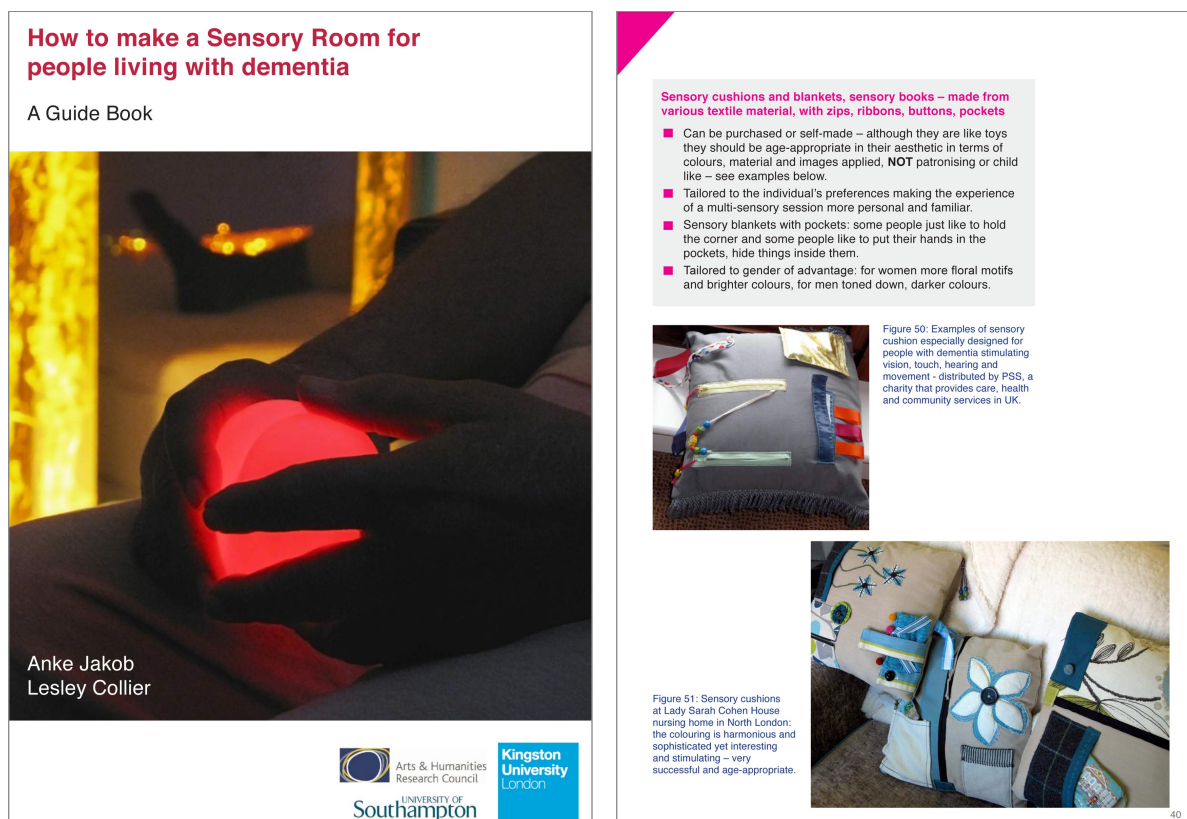 How to make a Sensory Room for
people living with dementia
A Guide Book
Anke Jakob
Lesley Collier
Arts & Humanities
Research Council
Kingston
University
London
UNIVERSITY OF
Southampton
Sensory cushions and blankets, sensory books – made from
various textile material, with zips, ribbons, buttons, pockets
Can be purchased or self-made – although they are like toys
they should be age-appropriate in their aesthetic in terms of
colours, material and images applied, NOT patronising or child
like – see examples below.
Tailored to the individual's preferences making the experience
of a multi-sensory session more personal and familiar.
Sensory blankets with pockets: some people just like to hold
the corner and some people like to put their hands in the
pockets, hide things inside them.
Tailored to gender of advantage: for women more floral motifs
and brighter colours, for men toned down, darker colours.
Figure 50: Examples of sensory
cushion especially designed for
people with dementia stimulating
vision, touch, hearing and
movement - distributed by PSS, a
charity that provides care, health
and community services in UK.
Figure 51: Sensory cushions
at Lady Sarah Cohen House
nursing home in North London:
the colouring is harmonious and
sophisticated yet interesting
and stimulating – very
successful and age-appropriate.
40